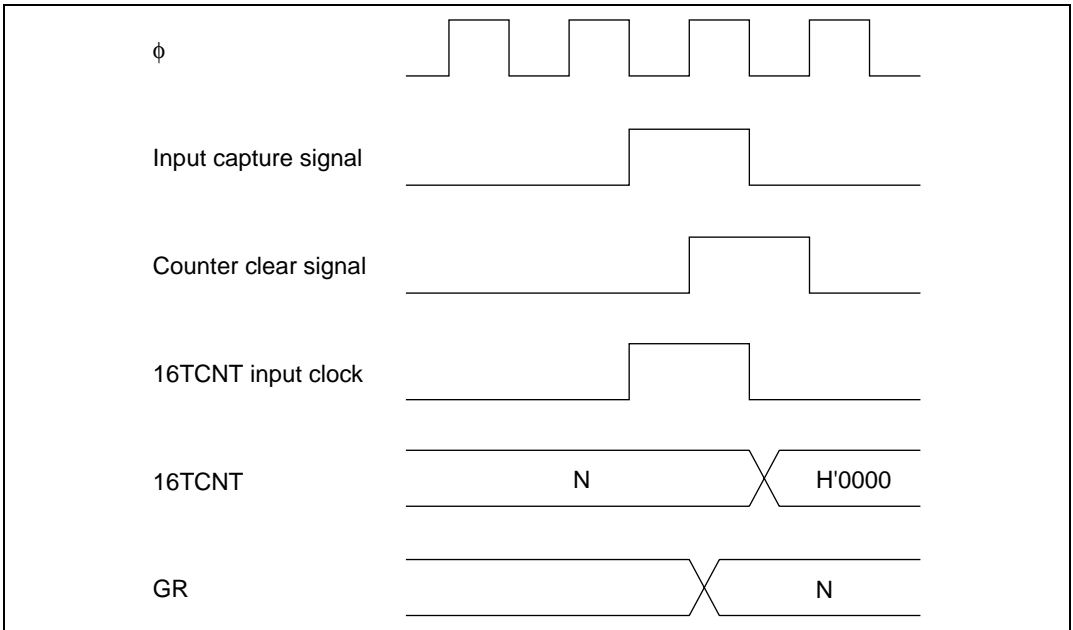 ϕ
Input capture signal
Counter clear signal
16TCNT input clock
16TCNT N H'0000
GR N